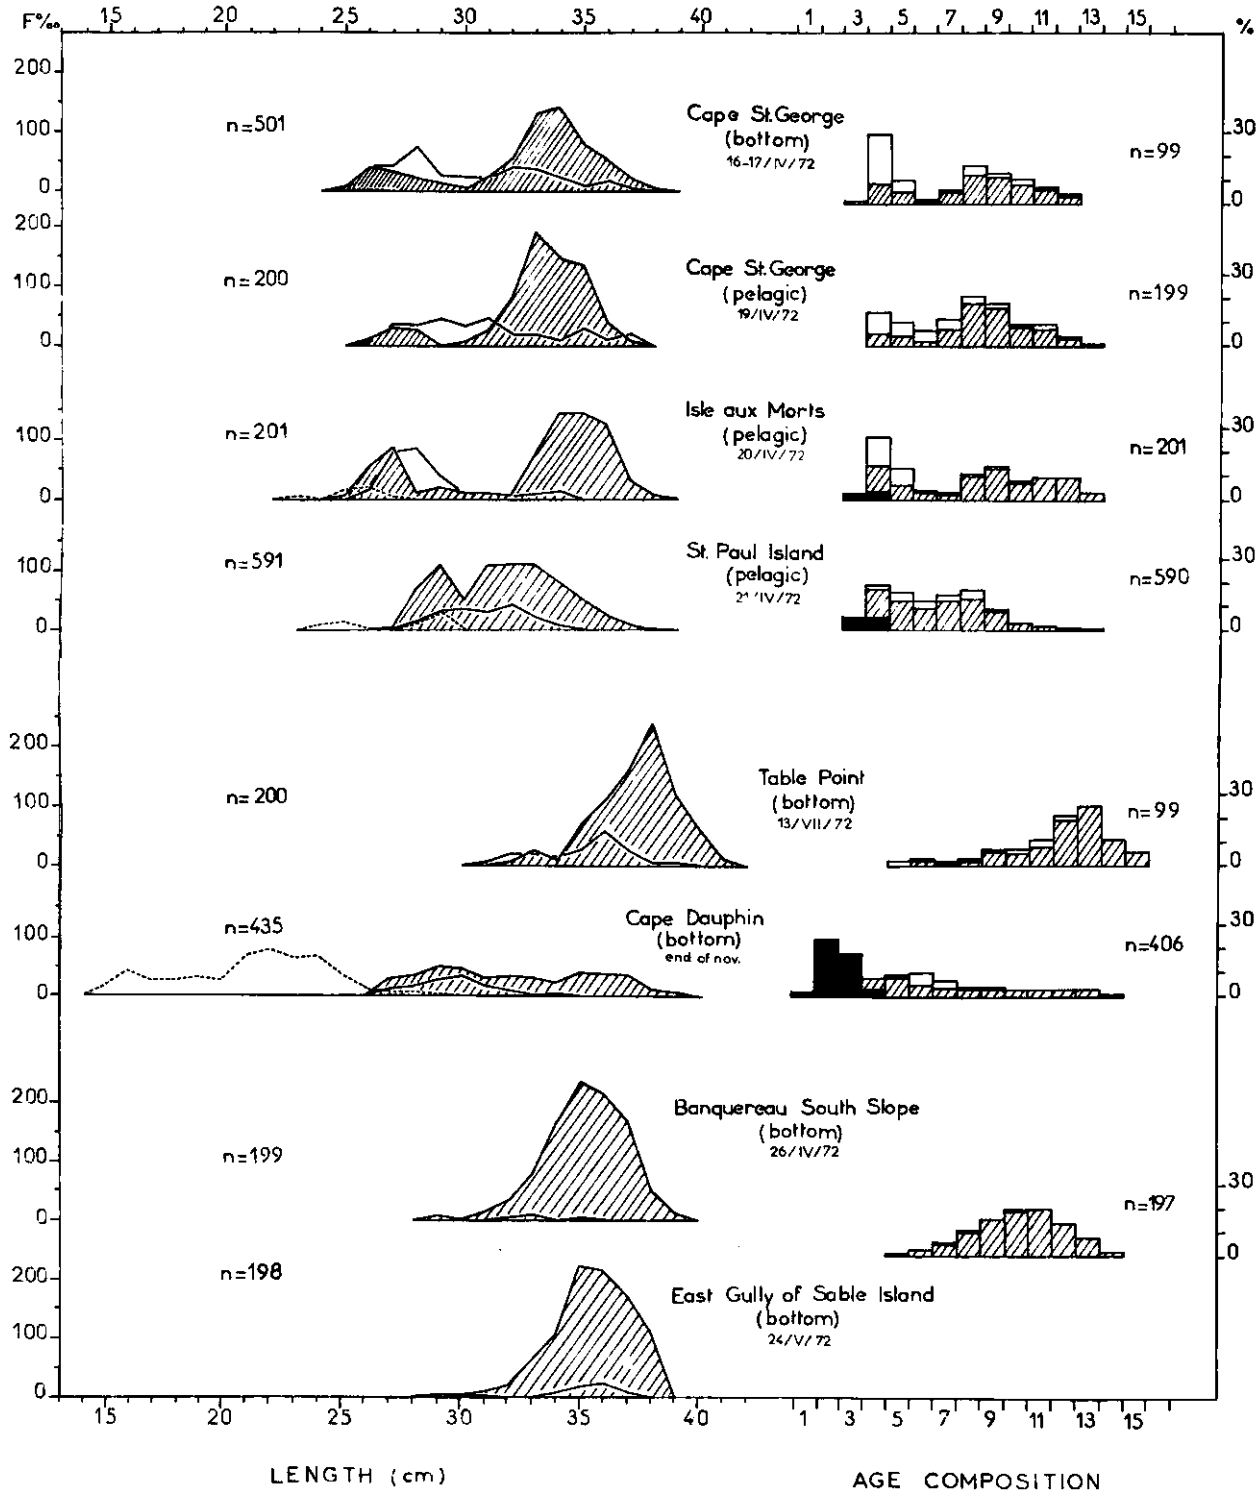 F‰ 15 20 25 30 35 40 1 3 5 7 9 11 13 15 %
200
100
0
n=501
Cape St.George
(bottom)
16-17/IV/72
n=99
30
0
200
100
0
n=200
Cape St.George
(pelagic)
19/IV/72
n=199
30
0
100
0
n=201
Isle aux Morts
(pelagic)
20/IV/72
n=201
30
0
100
0
n=591
St. Paul Island
(pelagic)
21/IV/72
n=590
30
0
200
100
0
n=200
Table Point
(bottom)
13/VII/72
n=99
30
0
100
0
n=435
Cape Dauphin
(bottom)
end of nov.
n=406
30
0
200
100
0
n=199
Banquereau South Slope
(bottom)
26/IV/72
n=197
30
0
200
100
0
n=198
East Gully of Sable Island
(bottom)
24/V/72
15 20 25 30 35 40 1 3 5 7 9 11 13 15
LENGTH (cm)
AGE COMPOSITION